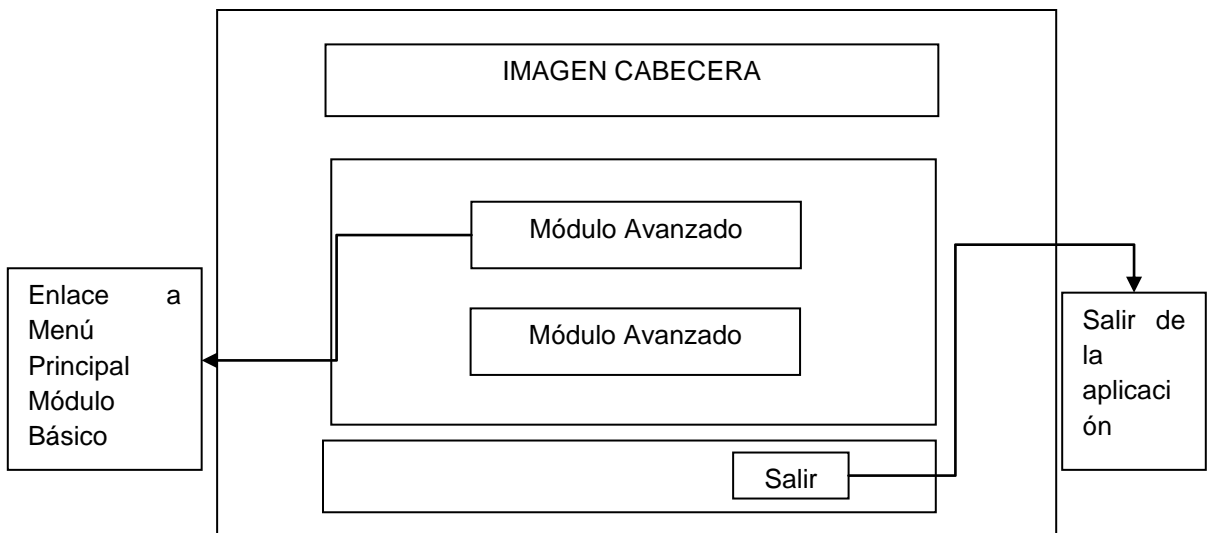 IMAGEN CABECERA
Módulo Avanzado
Módulo Avanzado
Enlace a
Menú
Principal
Módulo
Básico
Salir de
la
aplicaci
ón
Salir